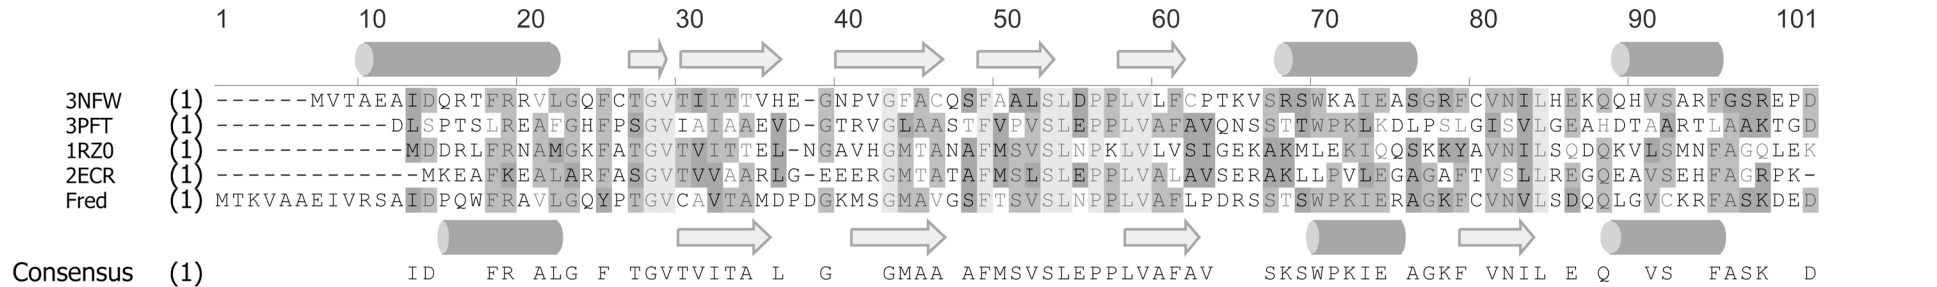 1 10 20 30 40 50 60 70 80 90 101
3NFW (1) ------MVTAEAIDQRTFRRVLGQFCTGVTIITTVHE-GNPVGFACQSFAALSLDPPLVLFCPTKVSRSWKAIEASGRFCVNILHEKQQHVSARFGSREPD
3PFT (1) -----------DLSPTSLREAFGHFPSGVIAIAAEVD-GTRVGLAASTFVPVSLEPPLVAFAVQNSSTTWPKLKDLPSLGISVLGEAHDTAARTLAAKTGD
1RZ0 (1) ------------MDDRLFRNAMGKFATGVTVITTEL-NGAVHGMTANAFMSVSLNPKLVLVSIGEKAKMLEKIQQSKKYAVNILSQDQKVLSMNFAGQLEK
2ECR (1) -------------MKEAFKEALARFASGVTVVAARLG-EEERGMTATAFMSLSLEPPLVALAVSERAKLLPVLEGAGAFTVSLLREGQEAVSEHFAGRPK-
Fred (1) MTKVAAEIVRSAIDPQWFRAVLGQYPTGVCAVTAMDPDGKMSGMAVGSFTSVSLNPPLVAFLPDRSSTSWPKIERAGKFCVNVLSDQQLGVCKRFASKDED
Consensus (1) ID FR ALG F TGVTVITA L G GMAA AFMSVSLEPPLVAFAV SKSWPKIE AGKF VNIL E Q VS FASK D